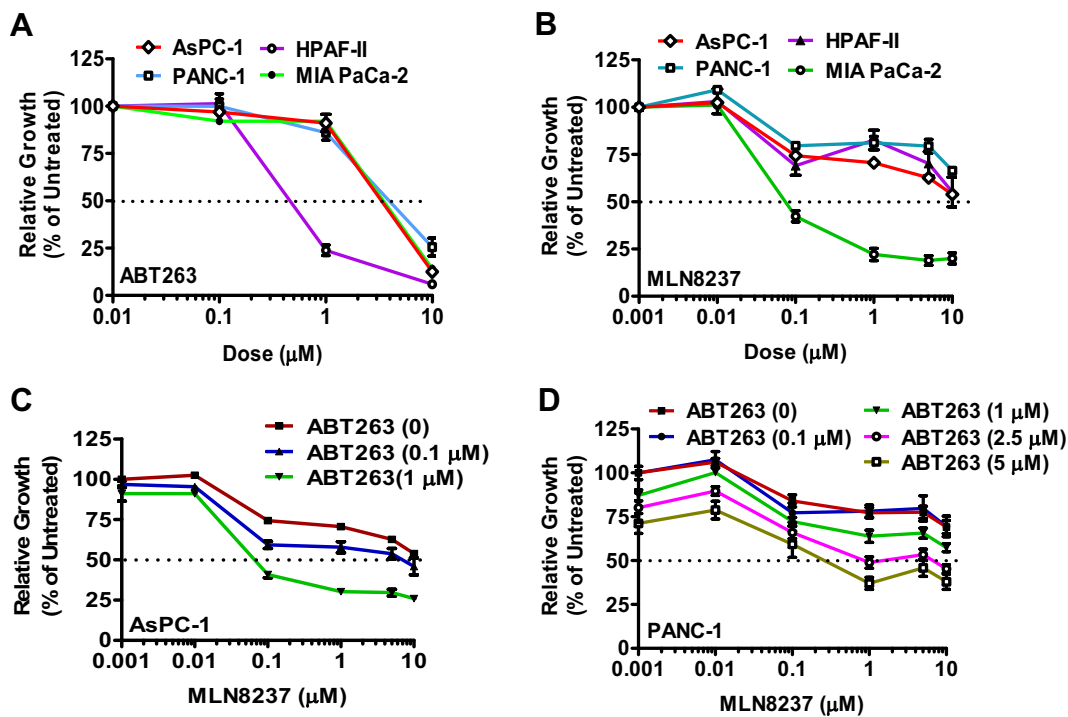 A
AsPC-1
HPAF-II
PANC-1
MIA PaCa-2
Relative Growth
(% of Untreated)
125
100
75
50
25
0
ABT263
0.01
0.1
1
10
Dose (μM)
B
AsPC-1
HPAF-II
PANC-1
MIA PaCa-2
Relative Growth
(% of Untreated)
125
100
75
50
25
0
MLN8237
0.001
0.01
0.1
1
10
Dose (μM)
C
ABT263 (0)
ABT263 (0.1 μM)
ABT263(1 μM)
Relative Growth
(% of Untreated)
125
100
75
50
25
0
AsPC-1
0.001
0.01
0.1
1
10
MLN8237 (μM)
D
ABT263 (0)
ABT263 (1 μM)
ABT263 (0.1 μM)
ABT263 (2.5 μM)
ABT263 (5 μM)
Relative Growth
(% of Untreated)
125
100
75
50
25
0
PANC-1
0.001
0.01
0.1
1
10
MLN8237 (μM)